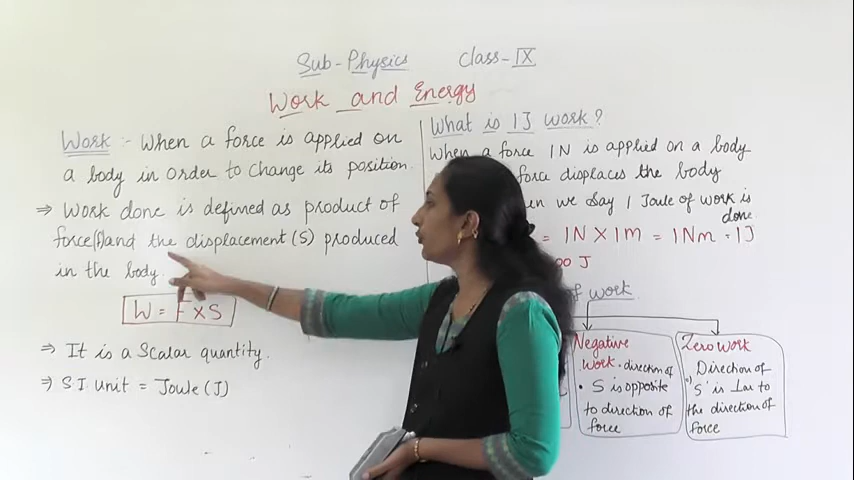 Sub-Physics Class-IX
Work and Energy
Work :- When a force is applied on
a body in order to change its position.
⇒ Work done is defined as product of
force(F)and the displacement (S) produced
in the body.
W = F × S
⇒ It is a Scalar quantity.
⇒ S.I. unit = Joule (J)
What is 1J work?
When a force 1N is applied on a body
force displaces the body
Say 1 Joule of work is
done.
= 1N X 1m = 1Nm = 1J
J
of work
Negative
work • direction of
• S is opposite
to direction of
force
Zero work
Direction of
'S' is ⊥ar to
the direction of
force